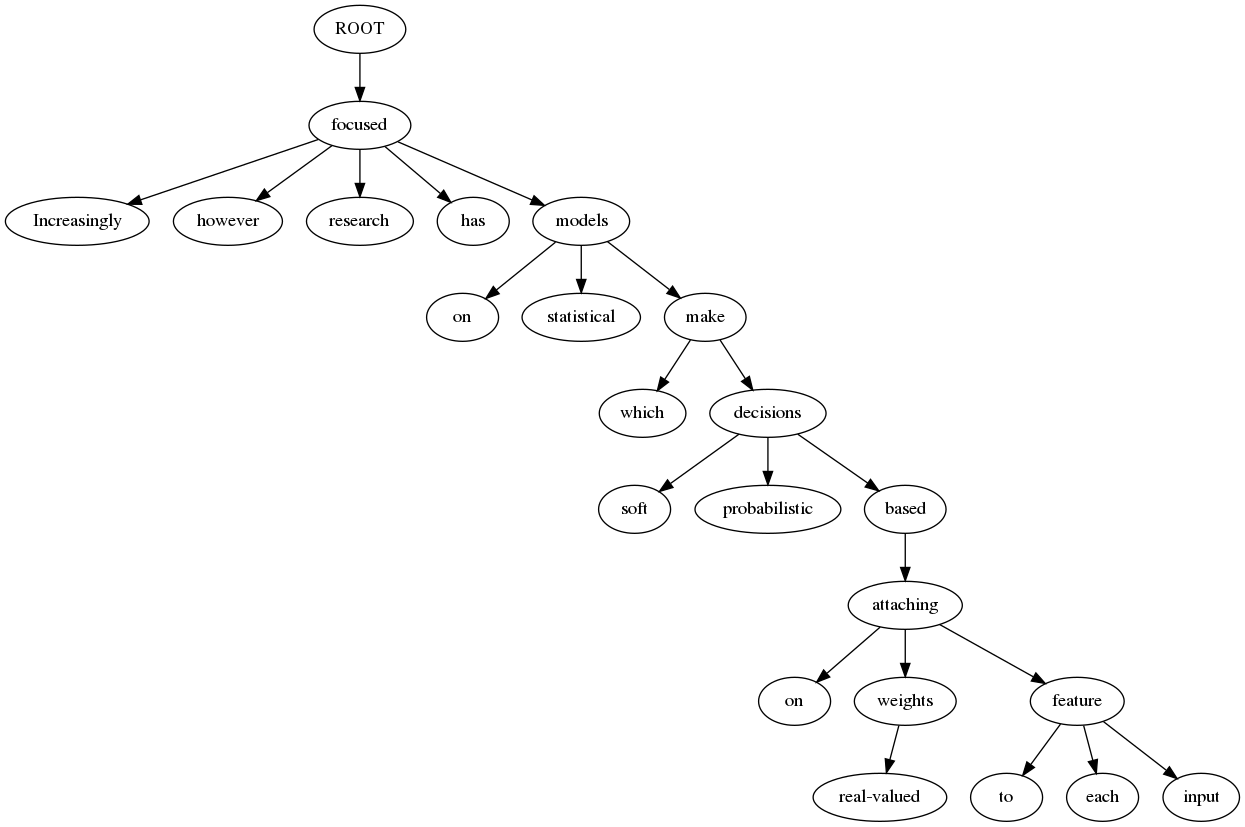 ROOT
focused
Increasingly however research has models
on statistical make
which decisions
soft probabilistic based
attaching
on weights feature
real-valued to each input